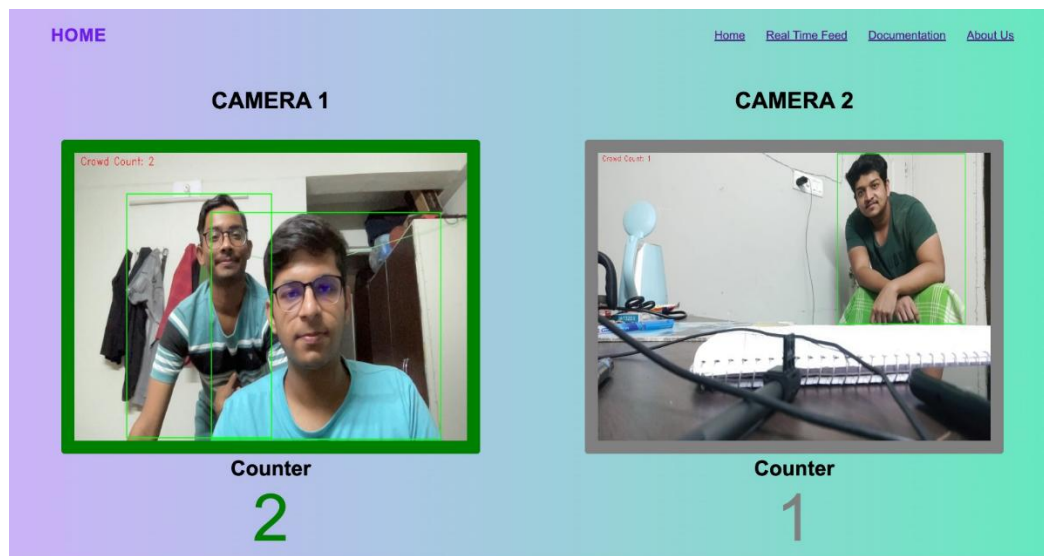 HOME
Home Real Time Feed Documentation About Us
CAMERA 1
CAMERA 2
Crowd Count: 2
Crowd Count: 1
Counter
2
Counter
1